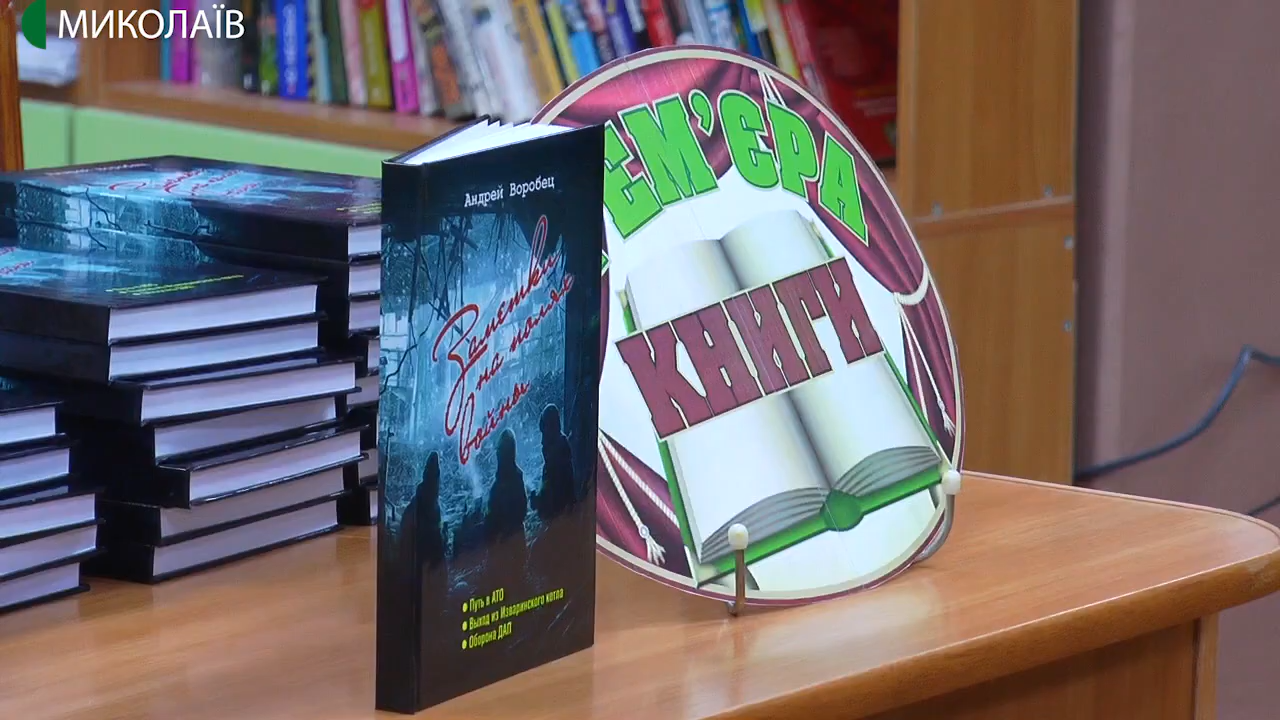 МИКОЛАЇВ
Андрей Воробец
Заметки
на полях
войны
• Путь в АТО
• Выход из Изваринского котла
• Оборона ДАП
ЕМ'ЄРА
КНИГИ